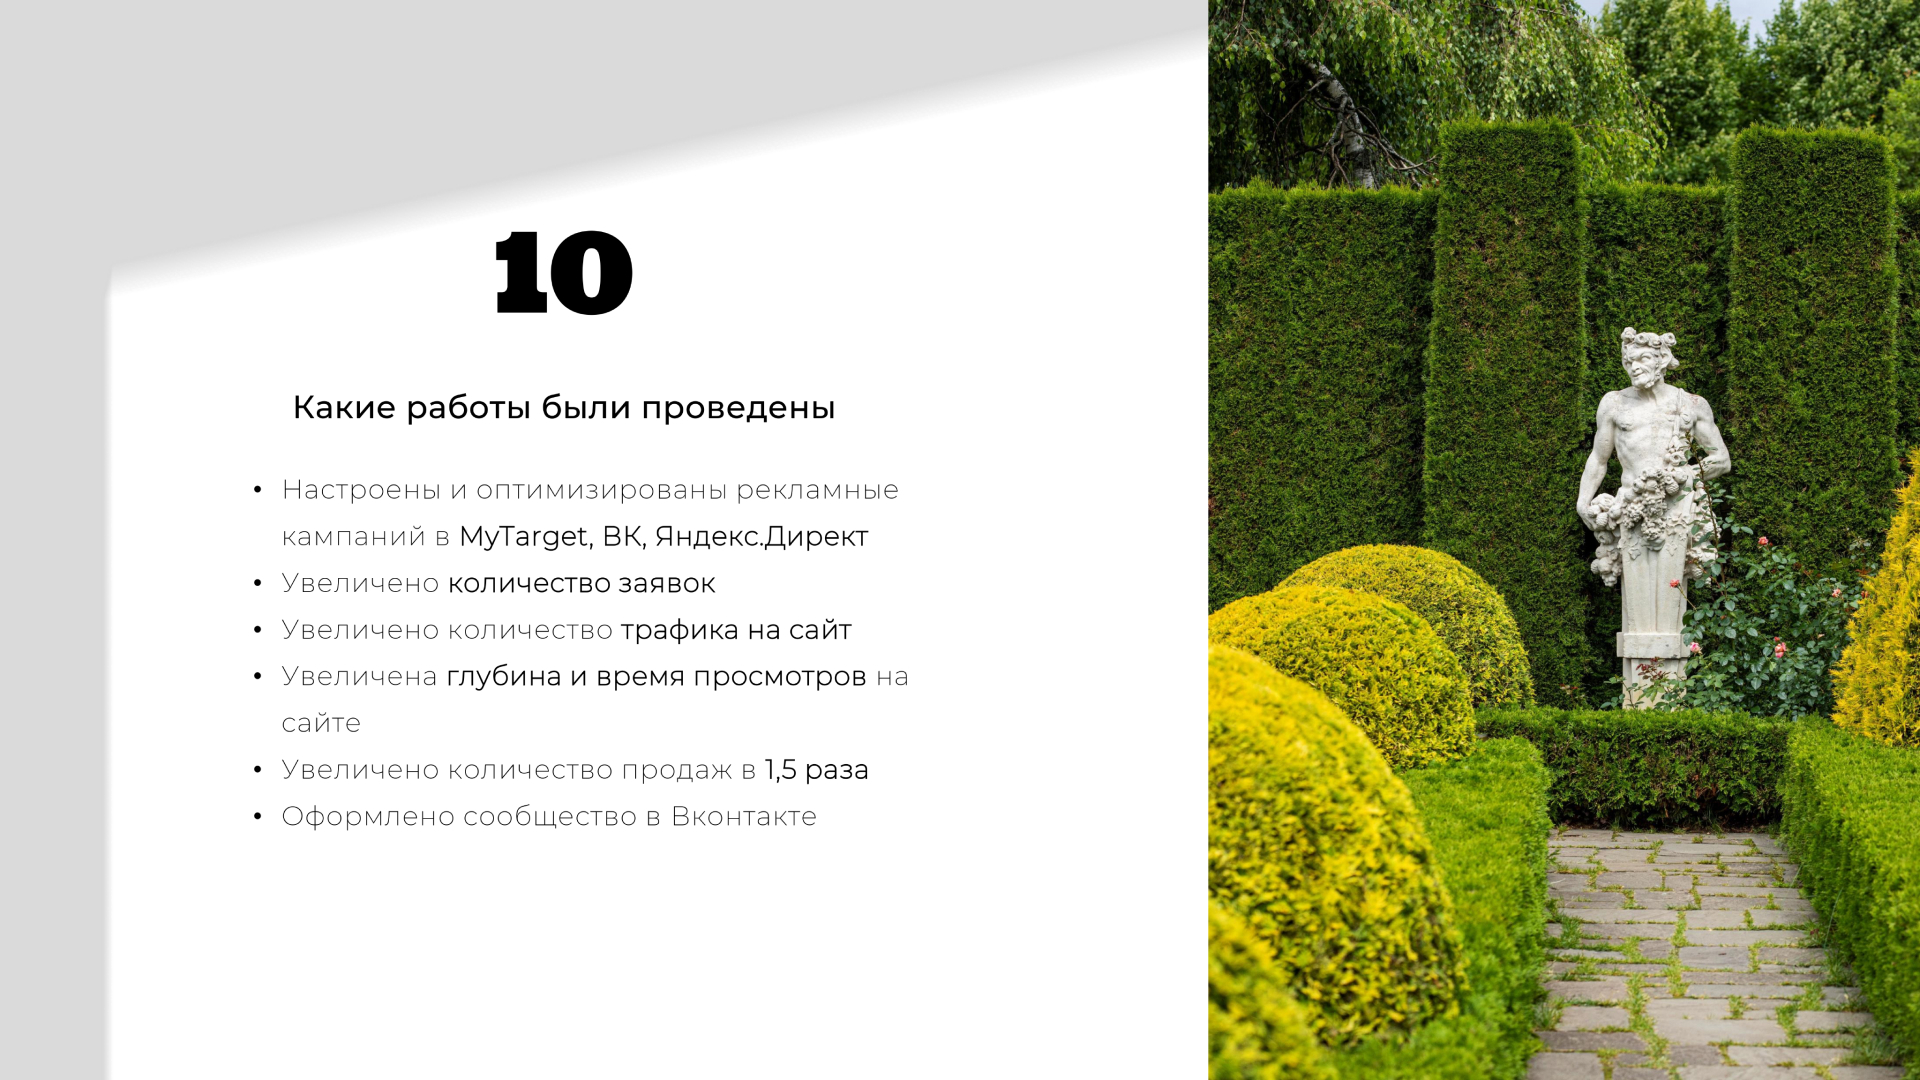 10
Какие работы были проведены
• Настроены и оптимизированы рекламные
кампаний в MyTarget, ВК, Яндекс.Директ
• Увеличено количество заявок
• Увеличено количество трафика на сайт
• Увеличена глубина и время просмотров на
сайте
• Увеличено количество продаж в 1,5 раза
• Оформлено сообщество в Вконтакте